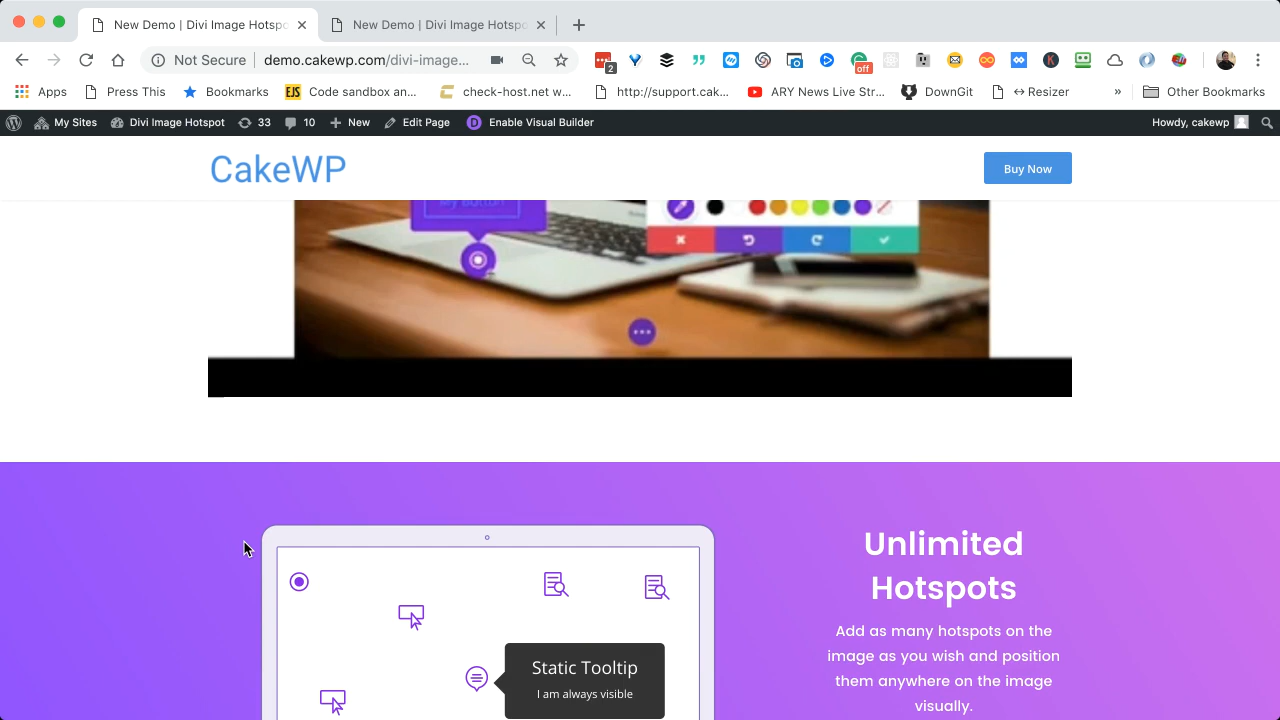 New Demo | Divi Image Hotspo
New Demo | Divi Image Hotspo
Not Secure
demo.cakewp.com/divi-image...
2
off
Apps
Press This
Bookmarks
EJS
Code sandbox an...
check-host.net w...
http://support.cak...
ARY News Live Str...
DownGit
Resizer
»
Other Bookmarks
My Sites
Divi Image Hotspot
33
10
New
Edit Page
D
Enable Visual Builder
Howdy, cakewp
CakeWP
Buy Now
My Button
Unlimited
Hotspots
Add as many hotspots on the
image as you wish and position
them anywhere on the image
visually.
Static Tooltip
I am always visible